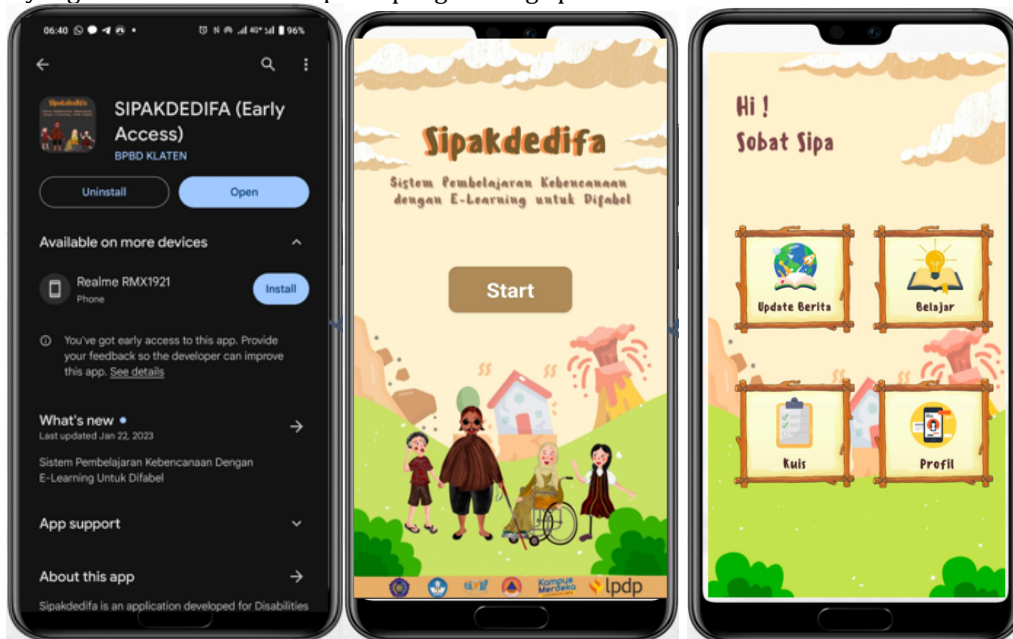 06:40
4G+
96%
SIPAKDEDIFA (Early
Access)
BPBD KLATEN
Uninstall
Open
Available on more devices
Realme RMX1921
Phone
Install
You've got early access to this app. Provide
your feedback so the developer can improve
this app. See details
What's new
Last updated Jan 22, 2023
Sistem Pembelajaran Kebencanaan Dengan
E-Learning Untuk Difabel
App support
About this app
Sipakdedifa is an application developed for Disabilities
Sipakdedifa
Sistem Pembelajaran Kebencanaan
dengan E-Learning untuk Difabel
Start
Kampus
Merdeka
lpdp
Hi !
Sobat Sipa
Update Berita
Belajar
Kuis
Profil